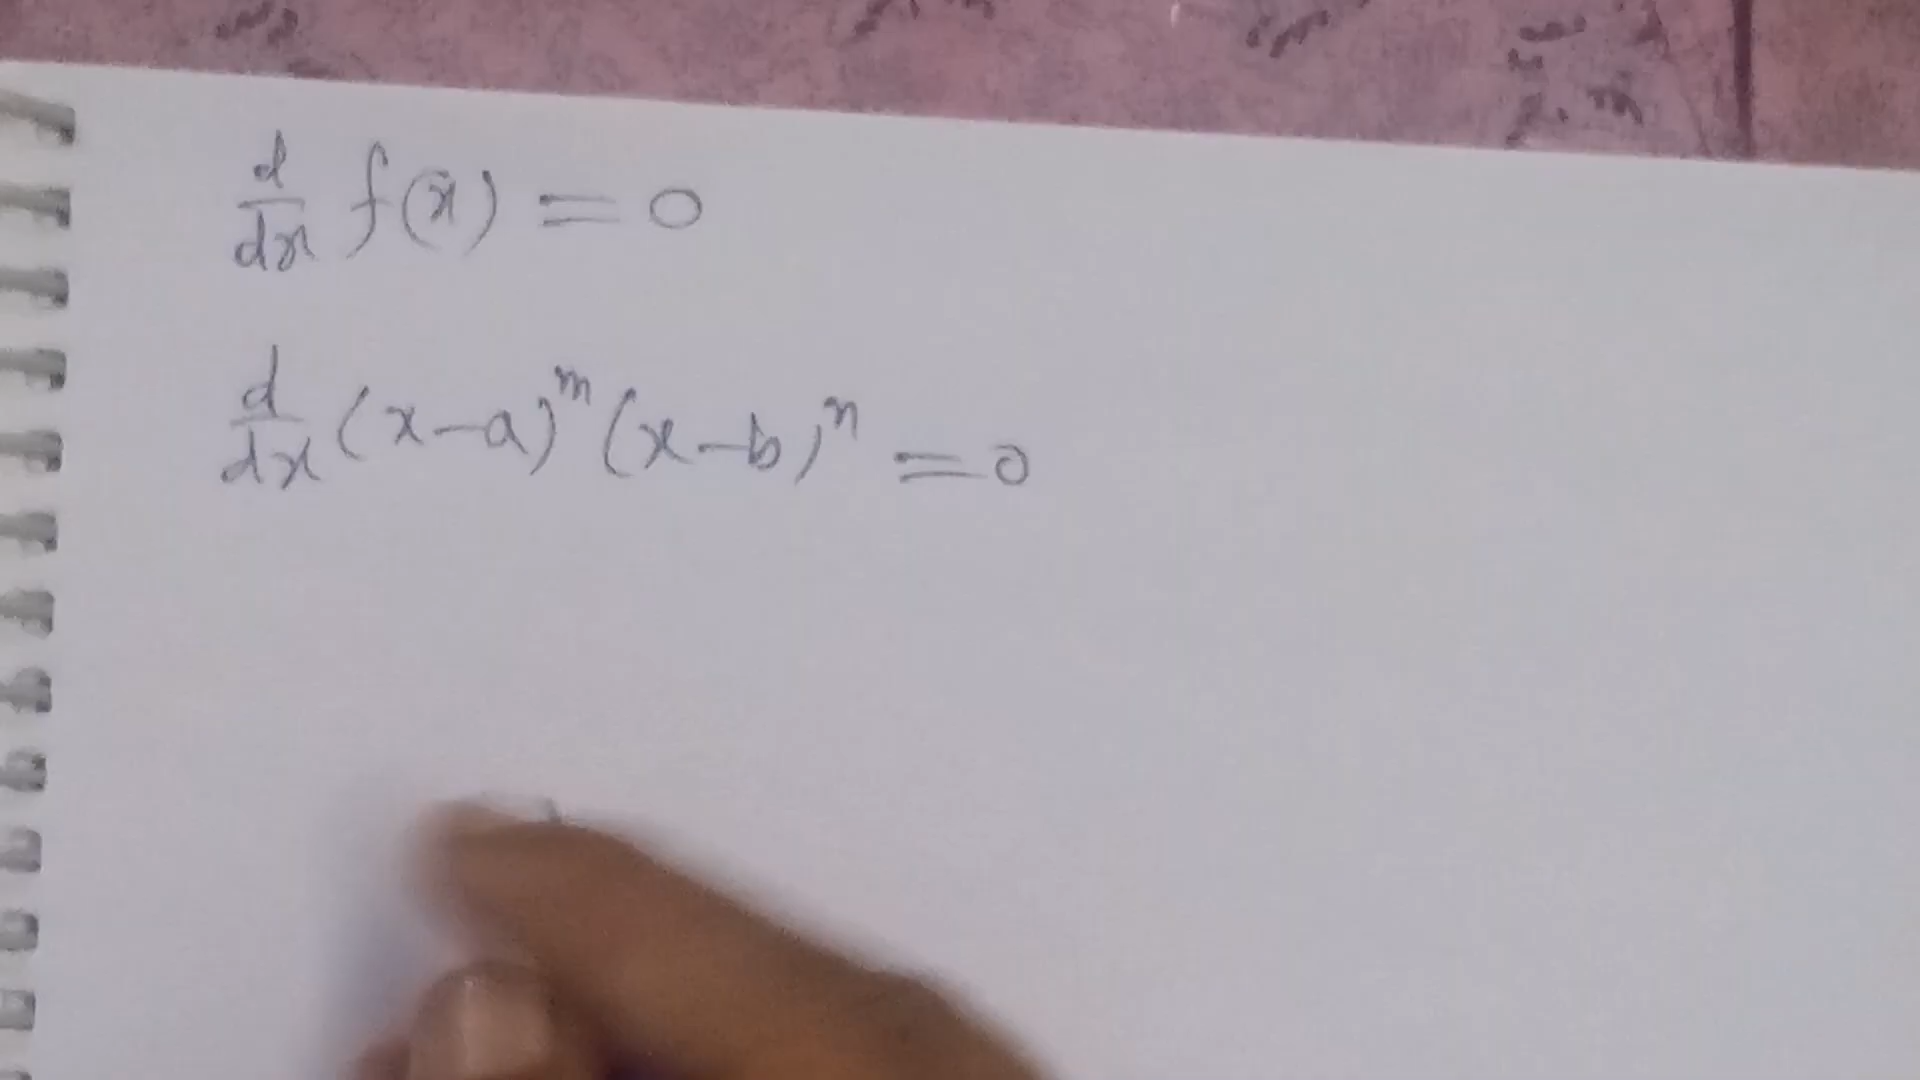 d/dx f(x) = 0
d/dx (x-a)^m (x-b)^n = 0